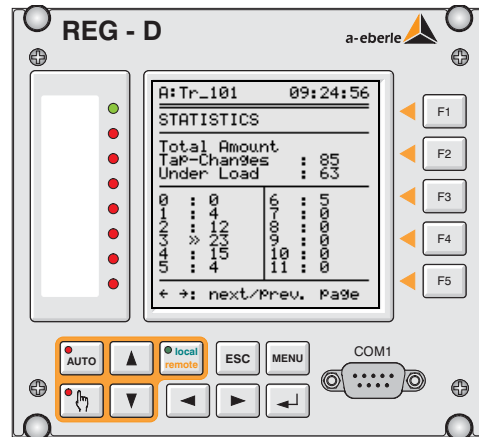 REG - D
a-eberle
A:Tr_101 09:24:56
STATISTICS
Total Amount
Tap-Changes : 85
Under Load : 63
0 : 0 6 : 5
1 : 4 7 : 0
2 : 12 8 : 0
3 » 23 9 : 0
4 : 15 10 : 0
5 : 4 11 : 0
← →: next/prev. page
F1
F2
F3
F4
F5
AUTO
local
remote
ESC
MENU
COM1